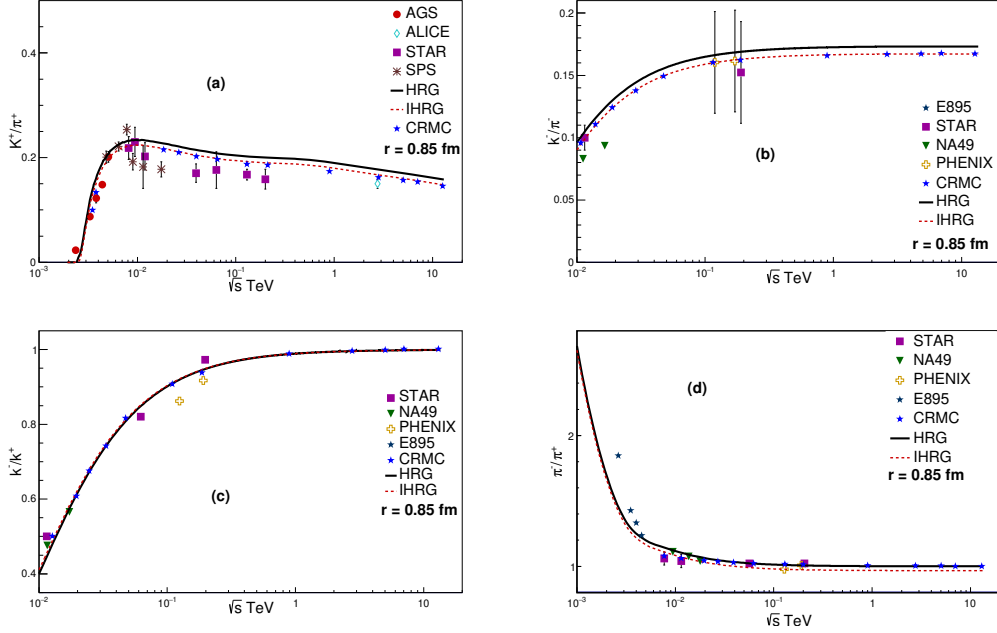 AGS
ALICE
STAR
SPS
HRG
IHRG
CRMC
r = 0.85 fm
(a)
K⁺/π⁺
0.4
0.2
0
10⁻³
10⁻²
10⁻¹
1
10
√s TeV
k⁻/π⁻
0.2
0.15
0.1
0.05
0
10⁻²
10⁻¹
1
10
√s TeV
(b)
E895
STAR
NA49
PHENIX
CRMC
HRG
IHRG
r = 0.85 fm
k⁻/k⁺
1
0.8
0.6
0.4
10⁻²
10⁻¹
1
10
√s TeV
(c)
STAR
NA49
PHENIX
E895
CRMC
HRG
IHRG
r = 0.85 fm
π⁻/π⁺
2
1
10⁻³
10⁻²
10⁻¹
1
10
√s TeV
(d)
STAR
NA49
PHENIX
E895
CRMC
HRG
IHRG
r = 0.85 fm